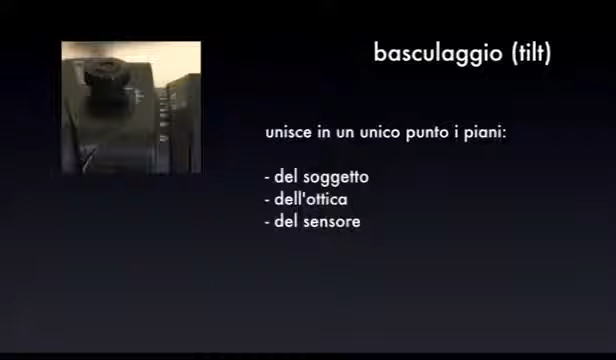 basculaggio (tilt)
unisce in un unico punto i piani:
- del soggetto
- dell'ottica
- del sensore